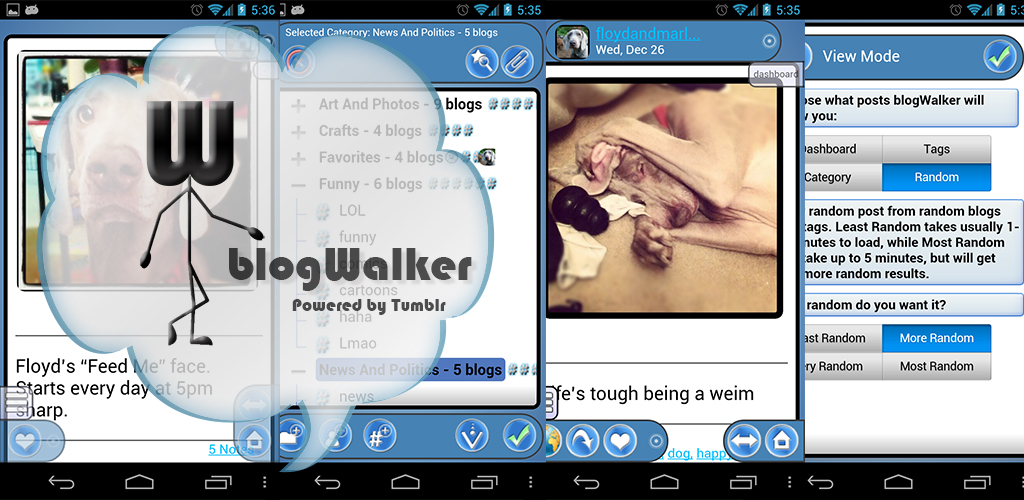 5:36
Floyd's "Feed Me" face.
Starts every day at 5pm
sharp.
5 Notes
5:35
Selected Category: News And Politics - 5 blogs
Art And Photos - 9 blogs ####
Crafts - 4 blogs ####
Favorites - 4 blogs
Funny - 6 blogs ######
# LOL
# funny
comics
# cartoons
# haha
# Lmao
News And Politics - 5 blogs ###
# news
W
blogWalker
Powered by Tumblr
5:35
floydandmarl...
Wed, Dec 26
dashboard
fe's tough being a weim
dog, happy
5:35
View Mode
ose what posts blogWalker will
w you:
Dashboard
Tags
Category
Random
random post from random blogs
tags. Least Random takes usually 1-
nutes to load, while Most Random
take up to 5 minutes, but will get
more random results.
random do you want it?
ast Random
More Random
ery Random
Most Random